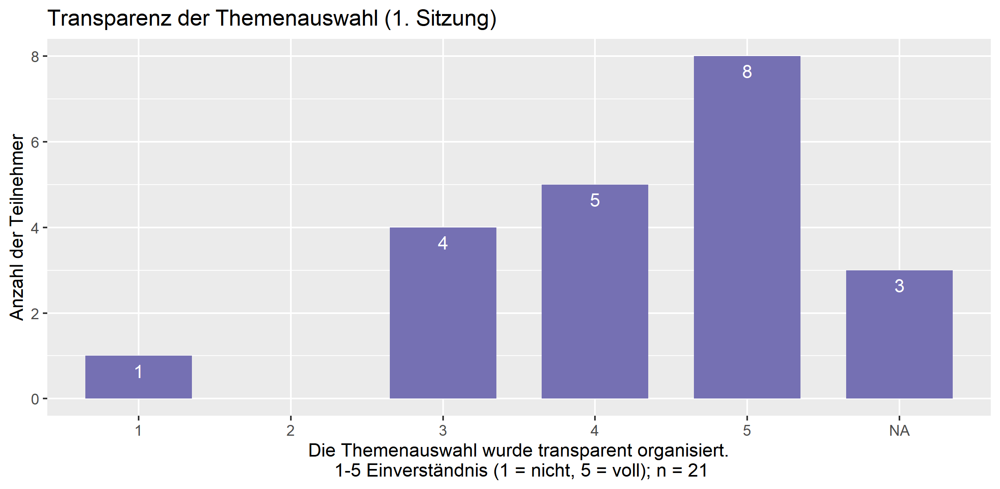 Transparenz der Themenauswahl (1. Sitzung)
Anzahl der Teilnehmer
8
6
4
2
0
1
4
5
8
3
1 2 3 4 5 NA
Die Themenauswahl wurde transparent organisiert.
1-5 Einverständnis (1 = nicht, 5 = voll); n = 21